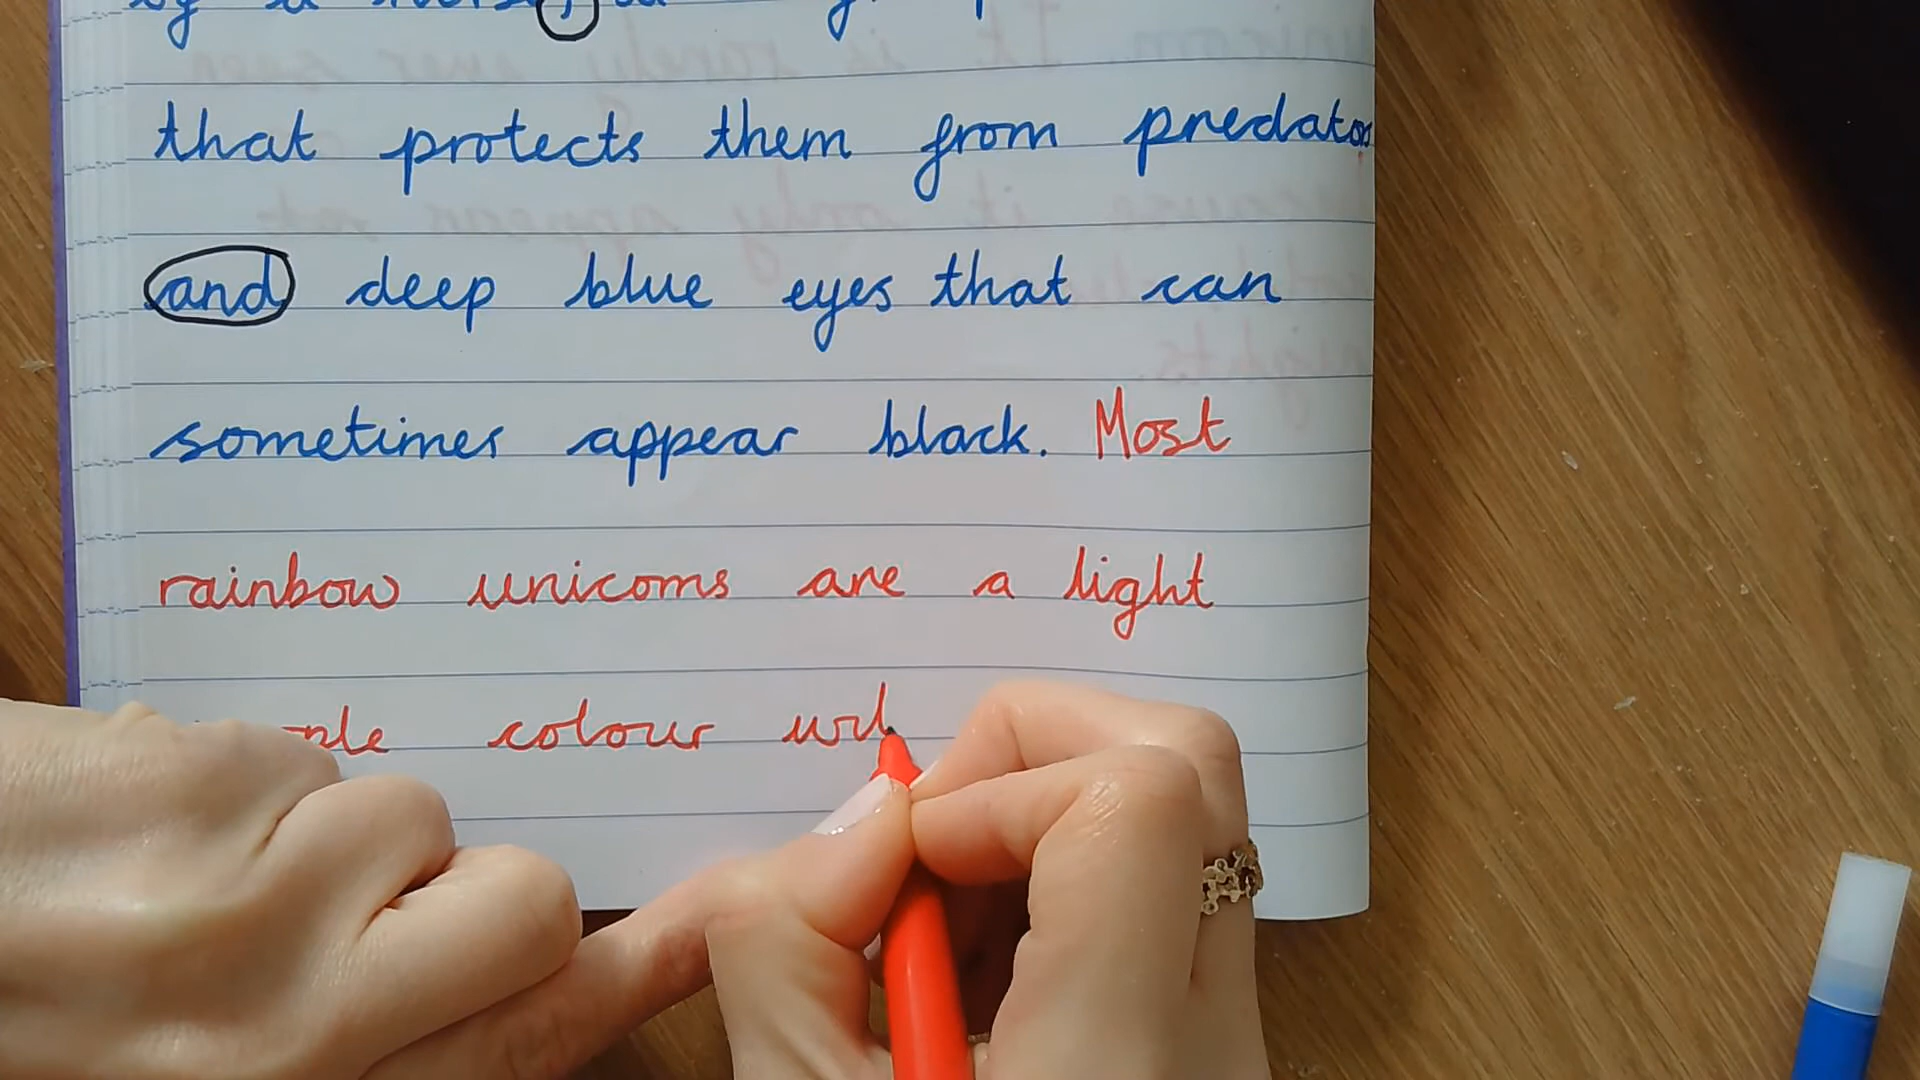 that protects them from predators
and deep blue eyes that can
sometimes appear black. Most
rainbow unicorns are a light
colour